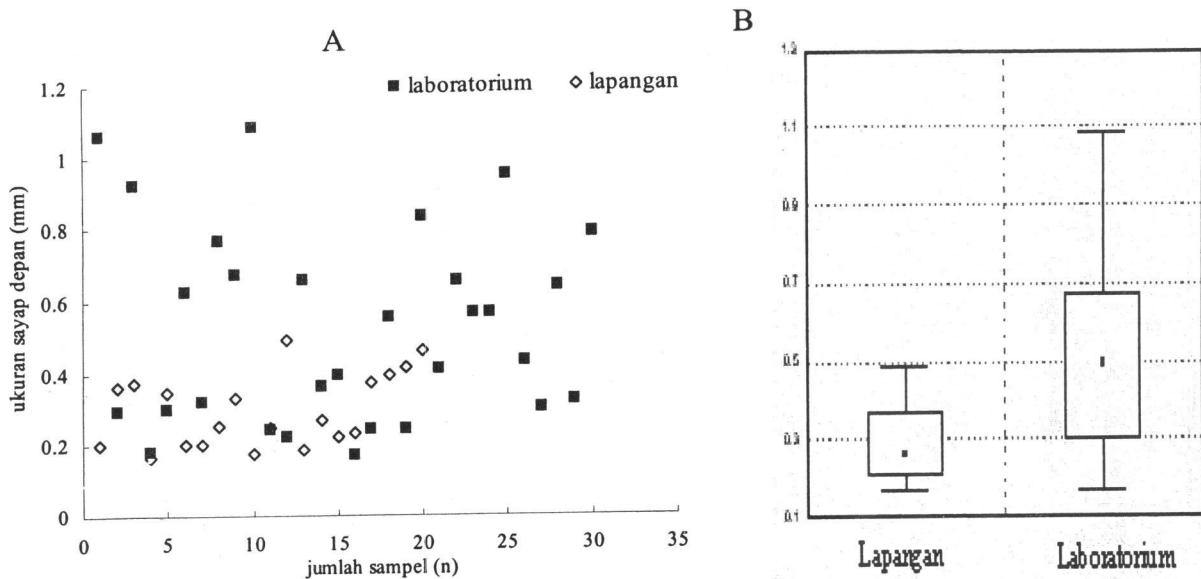 A
■ laboratorium ◇ lapangan
ukuran sayap depan (mm)
1.2
1
0.8
0.6
0.4
0.2
0
0 5 10 15 20 25 30 35
jumlah sampel (n)
B
1.1
0.9
0.7
0.5
0.3
0.1
Lapangan Laboratorium